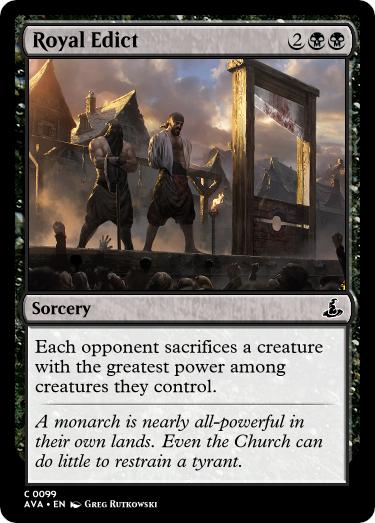 Royal Edict 2
Sorcery
Each opponent sacrifices a creature
with the greatest power among
creatures they control.
A monarch is nearly all-powerful in
their own lands. Even the Church can
do little to restrain a tyrant.
C 0099
AVA • EN Greg Rutkowski